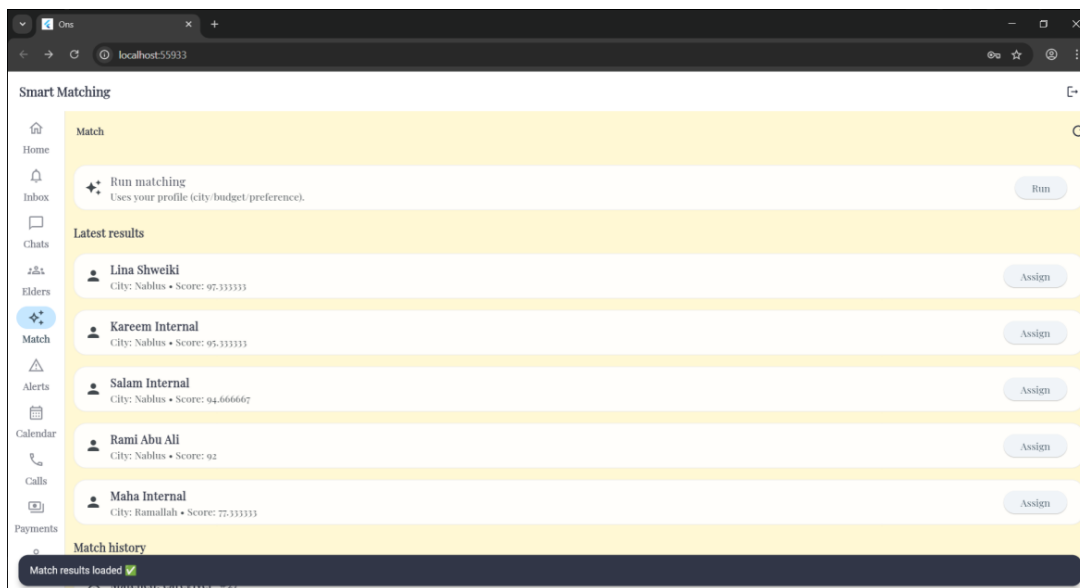 Ons
localhost:55933
Smart Matching
Home
Inbox
Chats
Elders
Match
Alerts
Calendar
Calls
Payments
Match
Run matching
Uses your profile (city/budget/preference).
Run
Latest results
Lina Shweiki
City: Nablus • Score: 97.333333
Assign
Kareem Internal
City: Nablus • Score: 95.333333
Assign
Salam Internal
City: Nablus • Score: 94.666667
Assign
Rami Abu Ali
City: Nablus • Score: 92
Assign
Maha Internal
City: Ramallah • Score: 77.333333
Assign
Match history
Match results loaded ✅